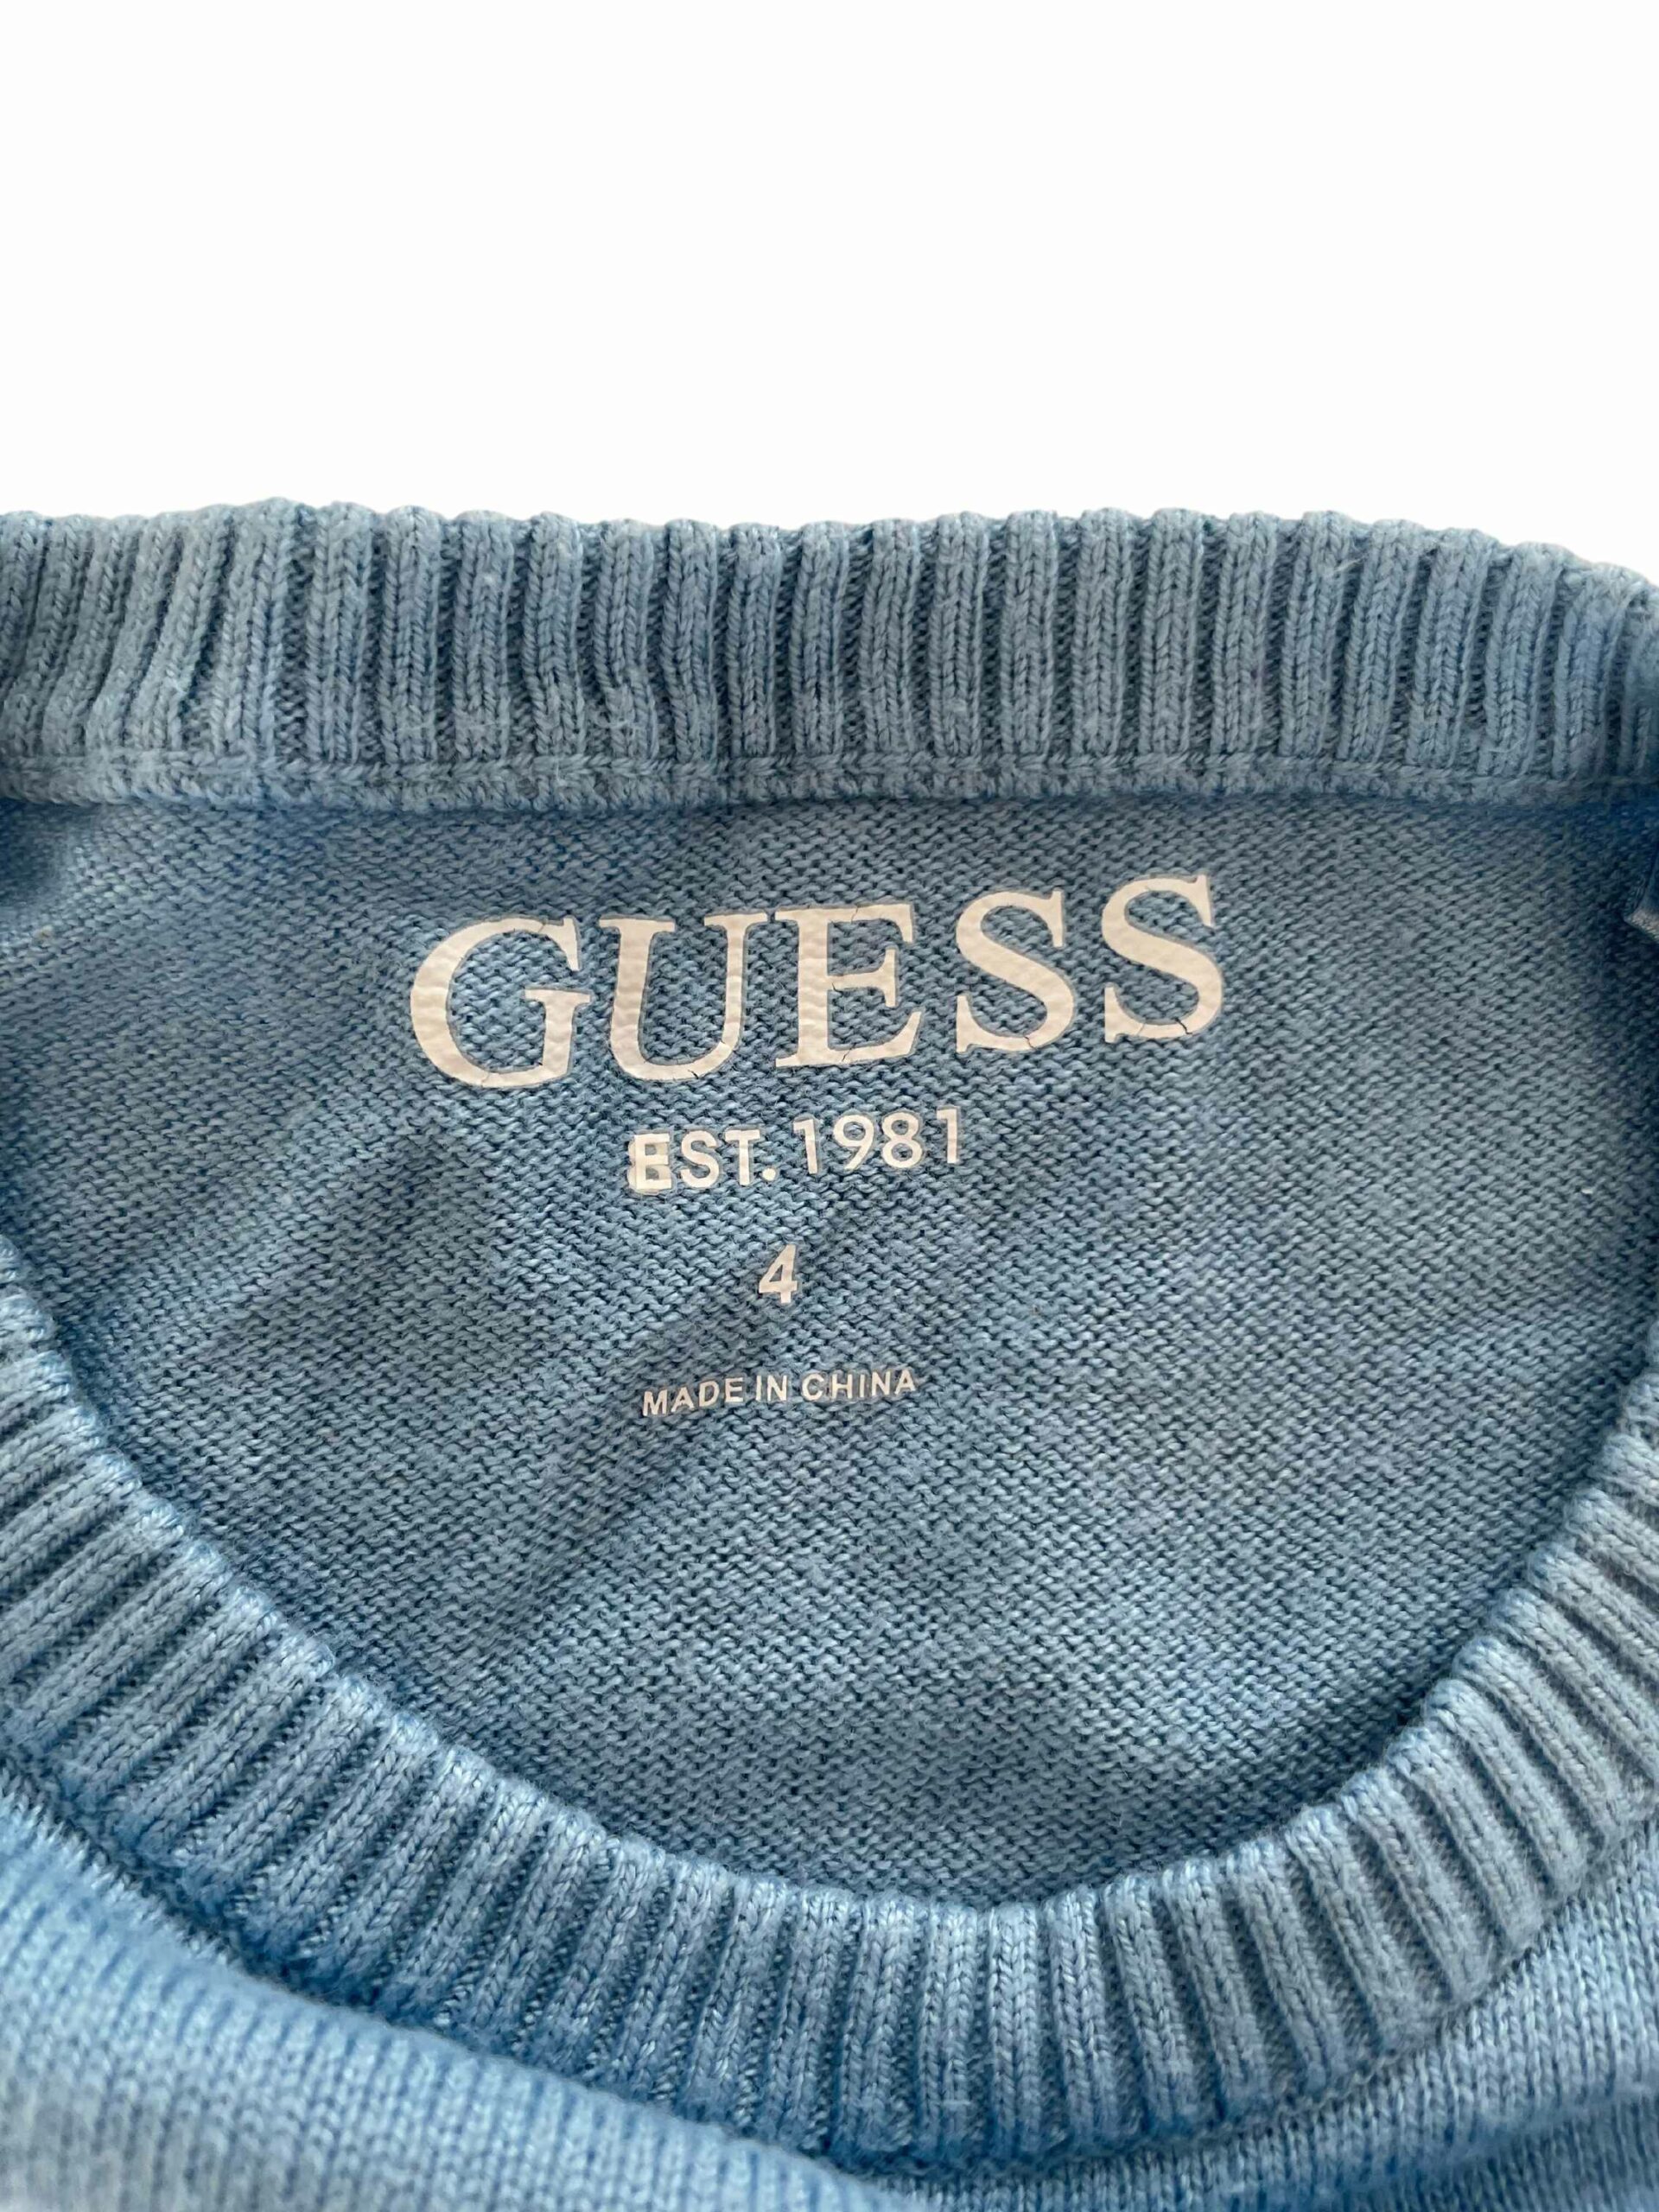 GUESS
EST. 1981
4
MADE IN CHINA